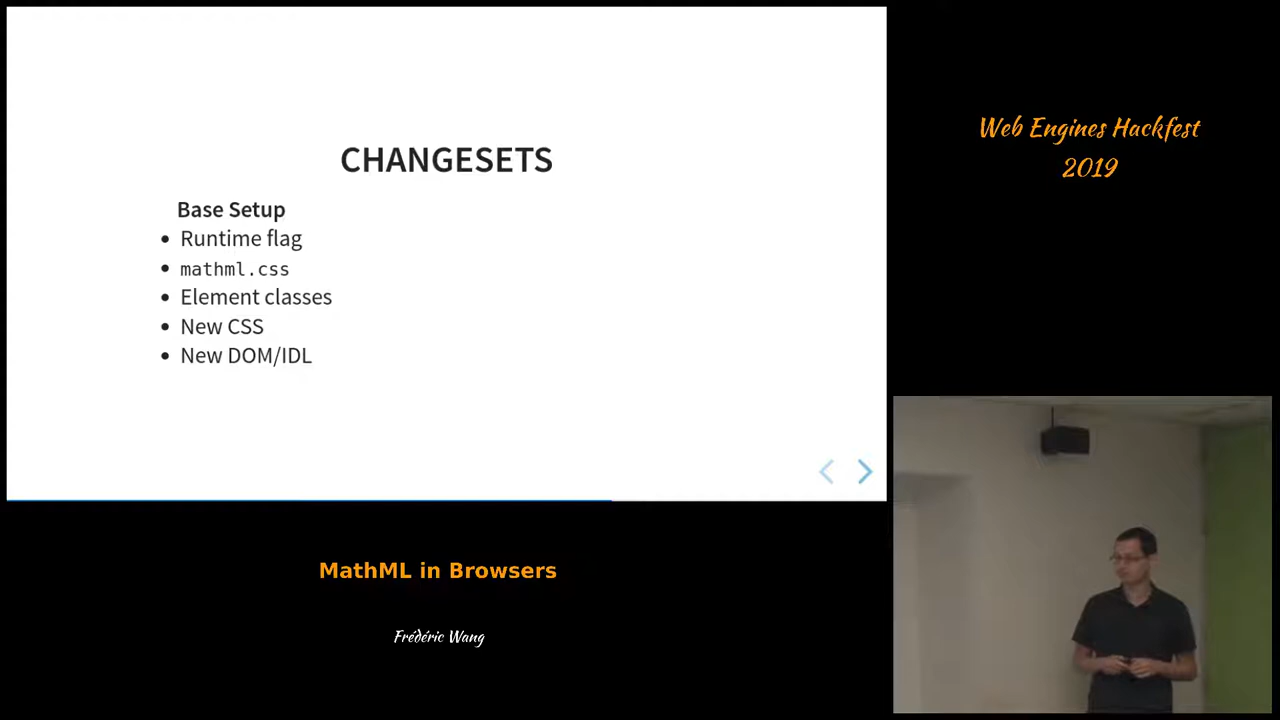 CHANGESETS
Base Setup
Runtime flag
mathml.css
Element classes
New CSS
New DOM/IDL
Web Engines Hackfest
2019
MathML in Browsers
Frédéric Wang